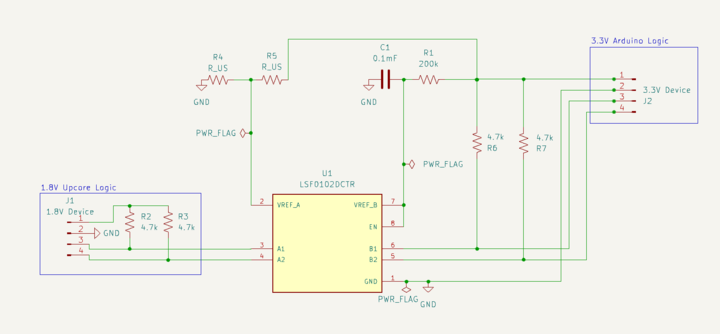 3.3V Arduino Logic
R4
R_US
R5
R_US
C1
0.1mF
R1
200k
GND
GND
1
2
3
4
3.3V Device
J2
PWR_FLAG
4.7k
R6
4.7k
R7
PWR_FLAG
U1
LSF0102DCTR
1.8V Upcore Logic
J1
1.8V Device
1
2
3
4
GND
R2
4.7k
R3
4.7k
2
VREF_A
VREF_B
7
EN
8
3
A1
B1
6
4
A2
B2
5
GND
1
PWR_FLAG
GND